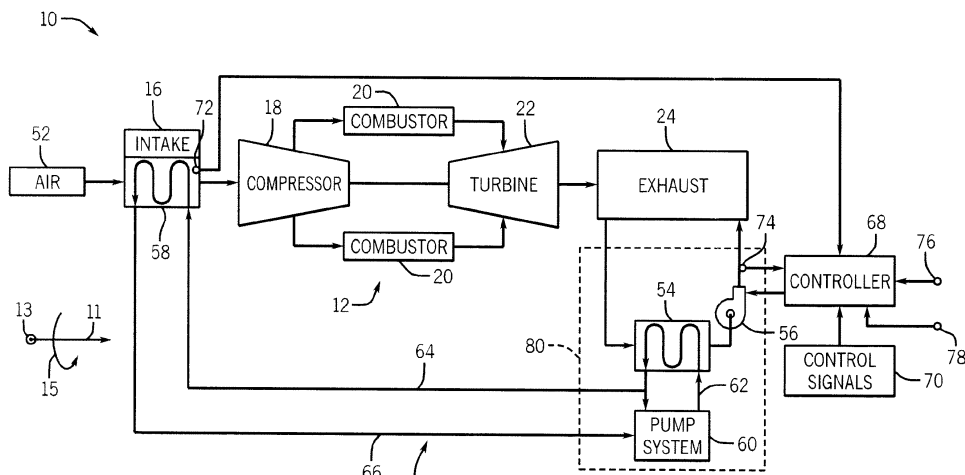 10
16
72
18
20
COMBUSTOR
22
24
52
INTAKE
AIR
COMPRESSOR
TURBINE
EXHAUST
58
COMBUSTOR
20
12
74
68
76
CONTROLLER
13
11
15
54
56
80
64
62
78
CONTROL
SIGNALS
70
PUMP
SYSTEM
60
66